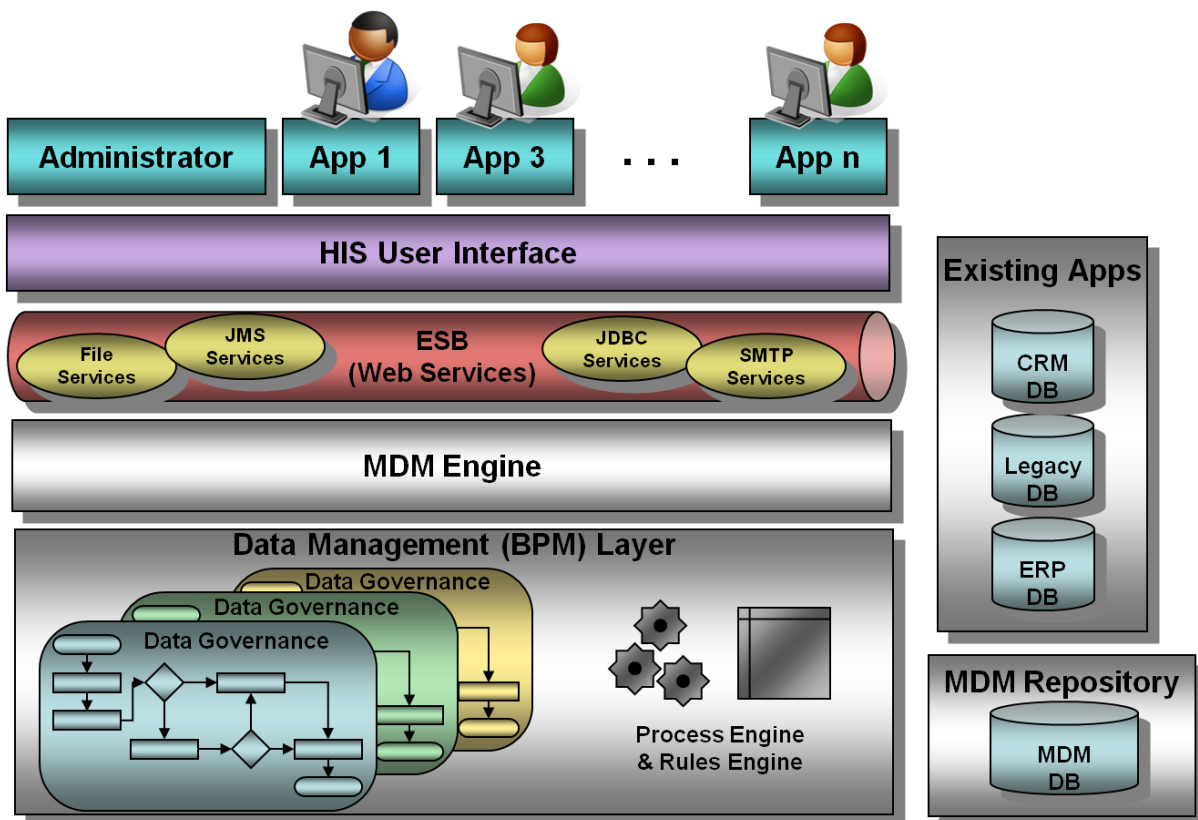 Administrator
App 1
App 3
. . .
App n
HIS User Interface
File
Services
JMS
Services
ESB
(Web Services)
JDBC
Services
SMTP
Services
MDM Engine
Data Management (BPM) Layer
Data Governance
Data Governance
Data Governance
Process Engine
& Rules Engine
Existing Apps
CRM
DB
Legacy
DB
ERP
DB
MDM Repository
MDM
DB